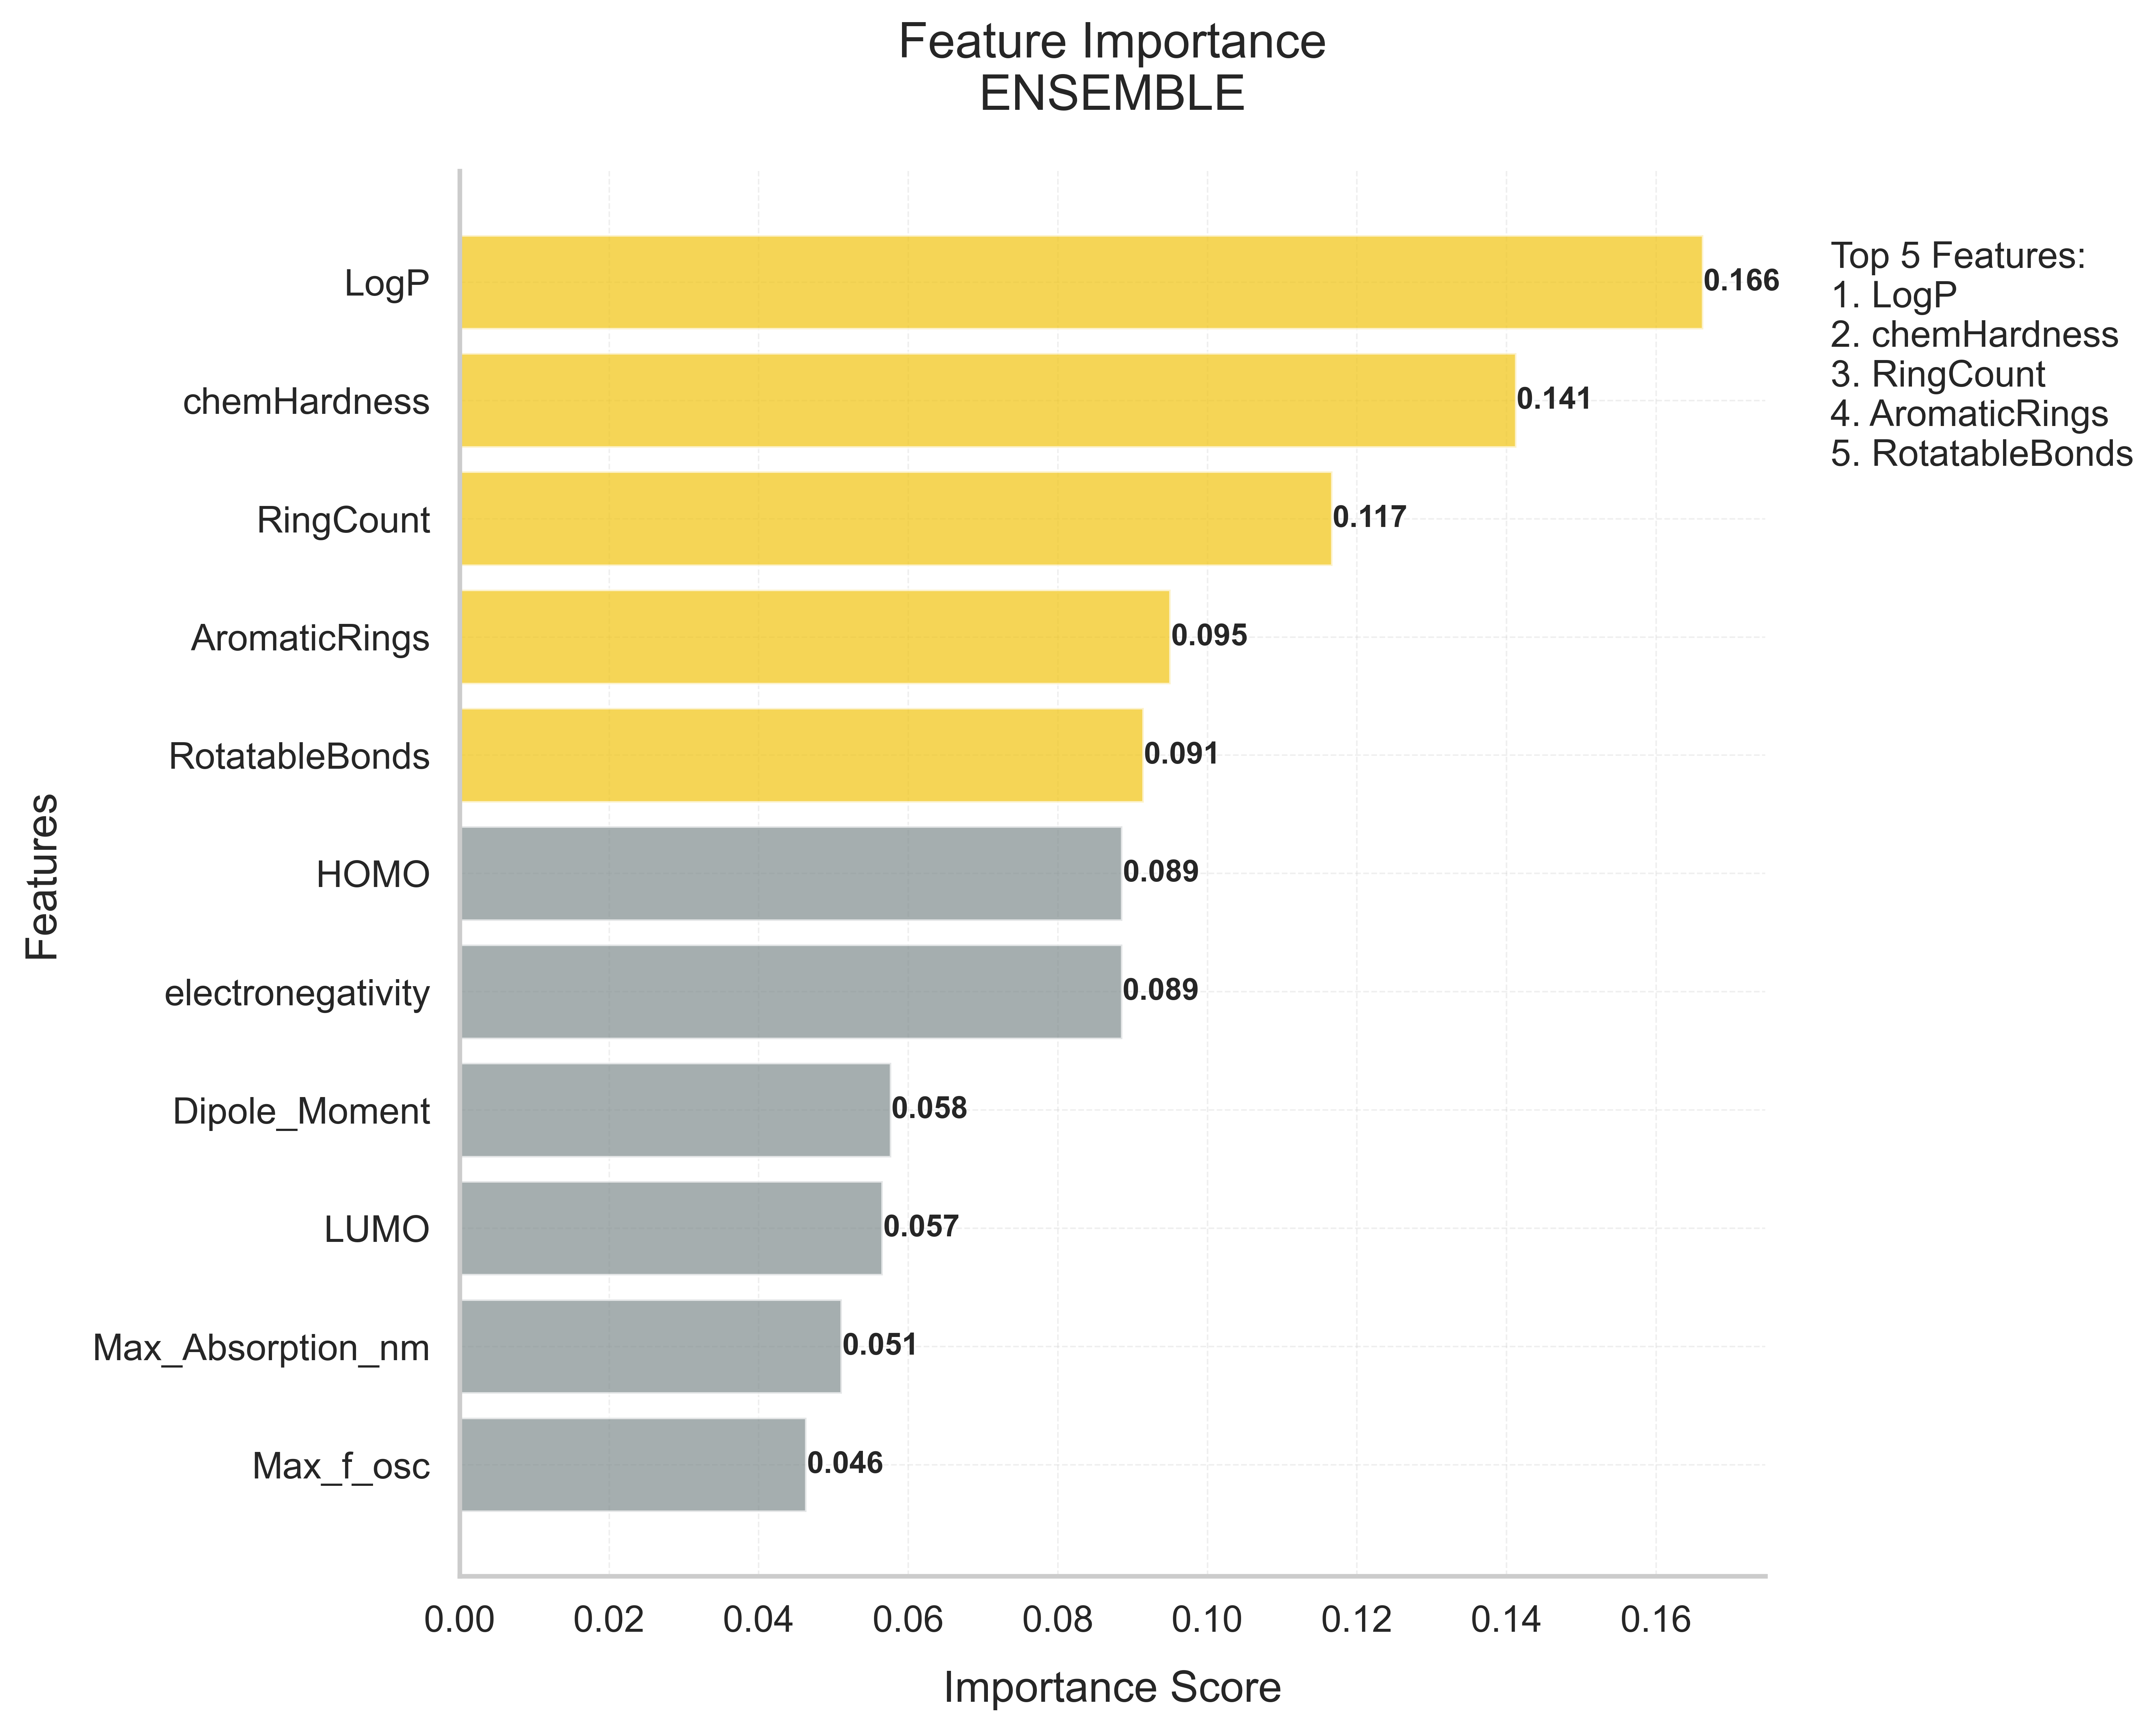 Feature Importance
ENSEMBLE
LogP
0.166
chemHardness
0.141
RingCount
0.117
AromaticRings
0.095
RotatableBonds
0.091
HOMO
0.089
electronegativity
0.089
Dipole_Moment
0.058
LUMO
0.057
Max_Absorption_nm
0.051
Max_f_osc
0.046
Features
0.00 0.02 0.04 0.06 0.08 0.10 0.12 0.14 0.16
Importance Score
Top 5 Features:
1. LogP
2. chemHardness
3. RingCount
4. AromaticRings
5. RotatableBonds